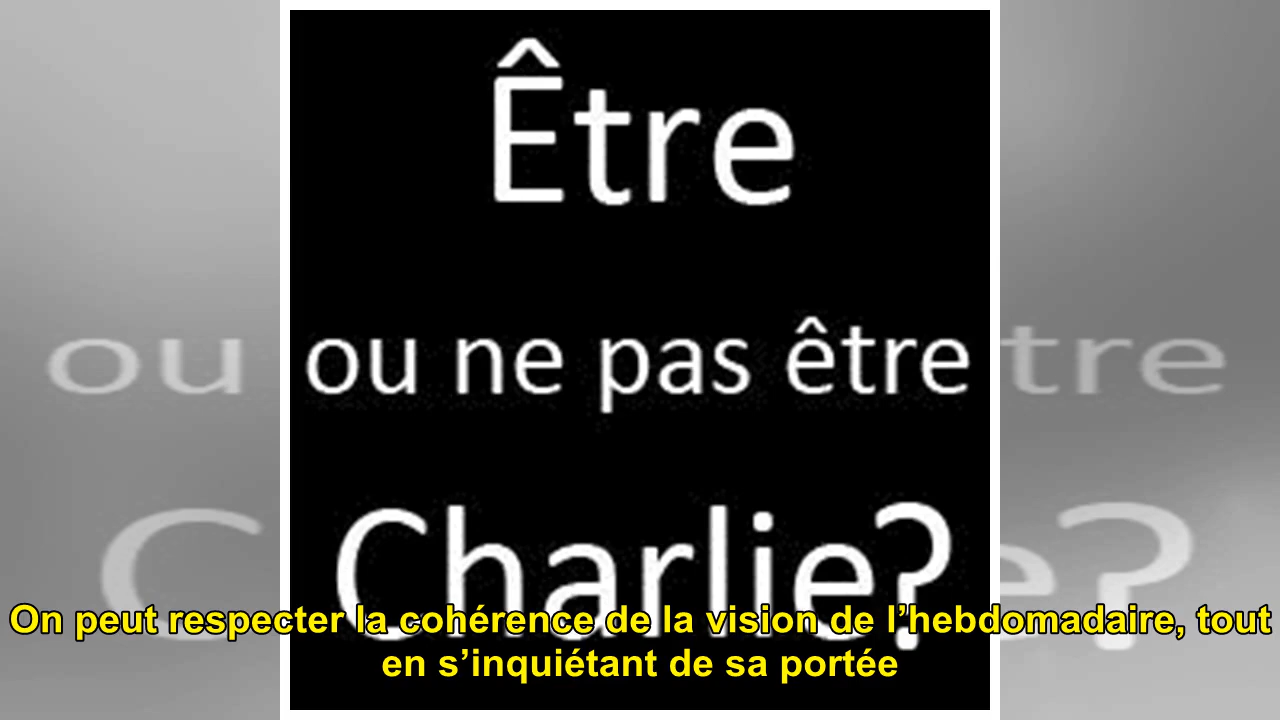 Être
ou ne pas être
Charlie?
On peut respecter la cohérence de la vision de l’hebdomadaire, tout
en s’inquiétant de sa portée